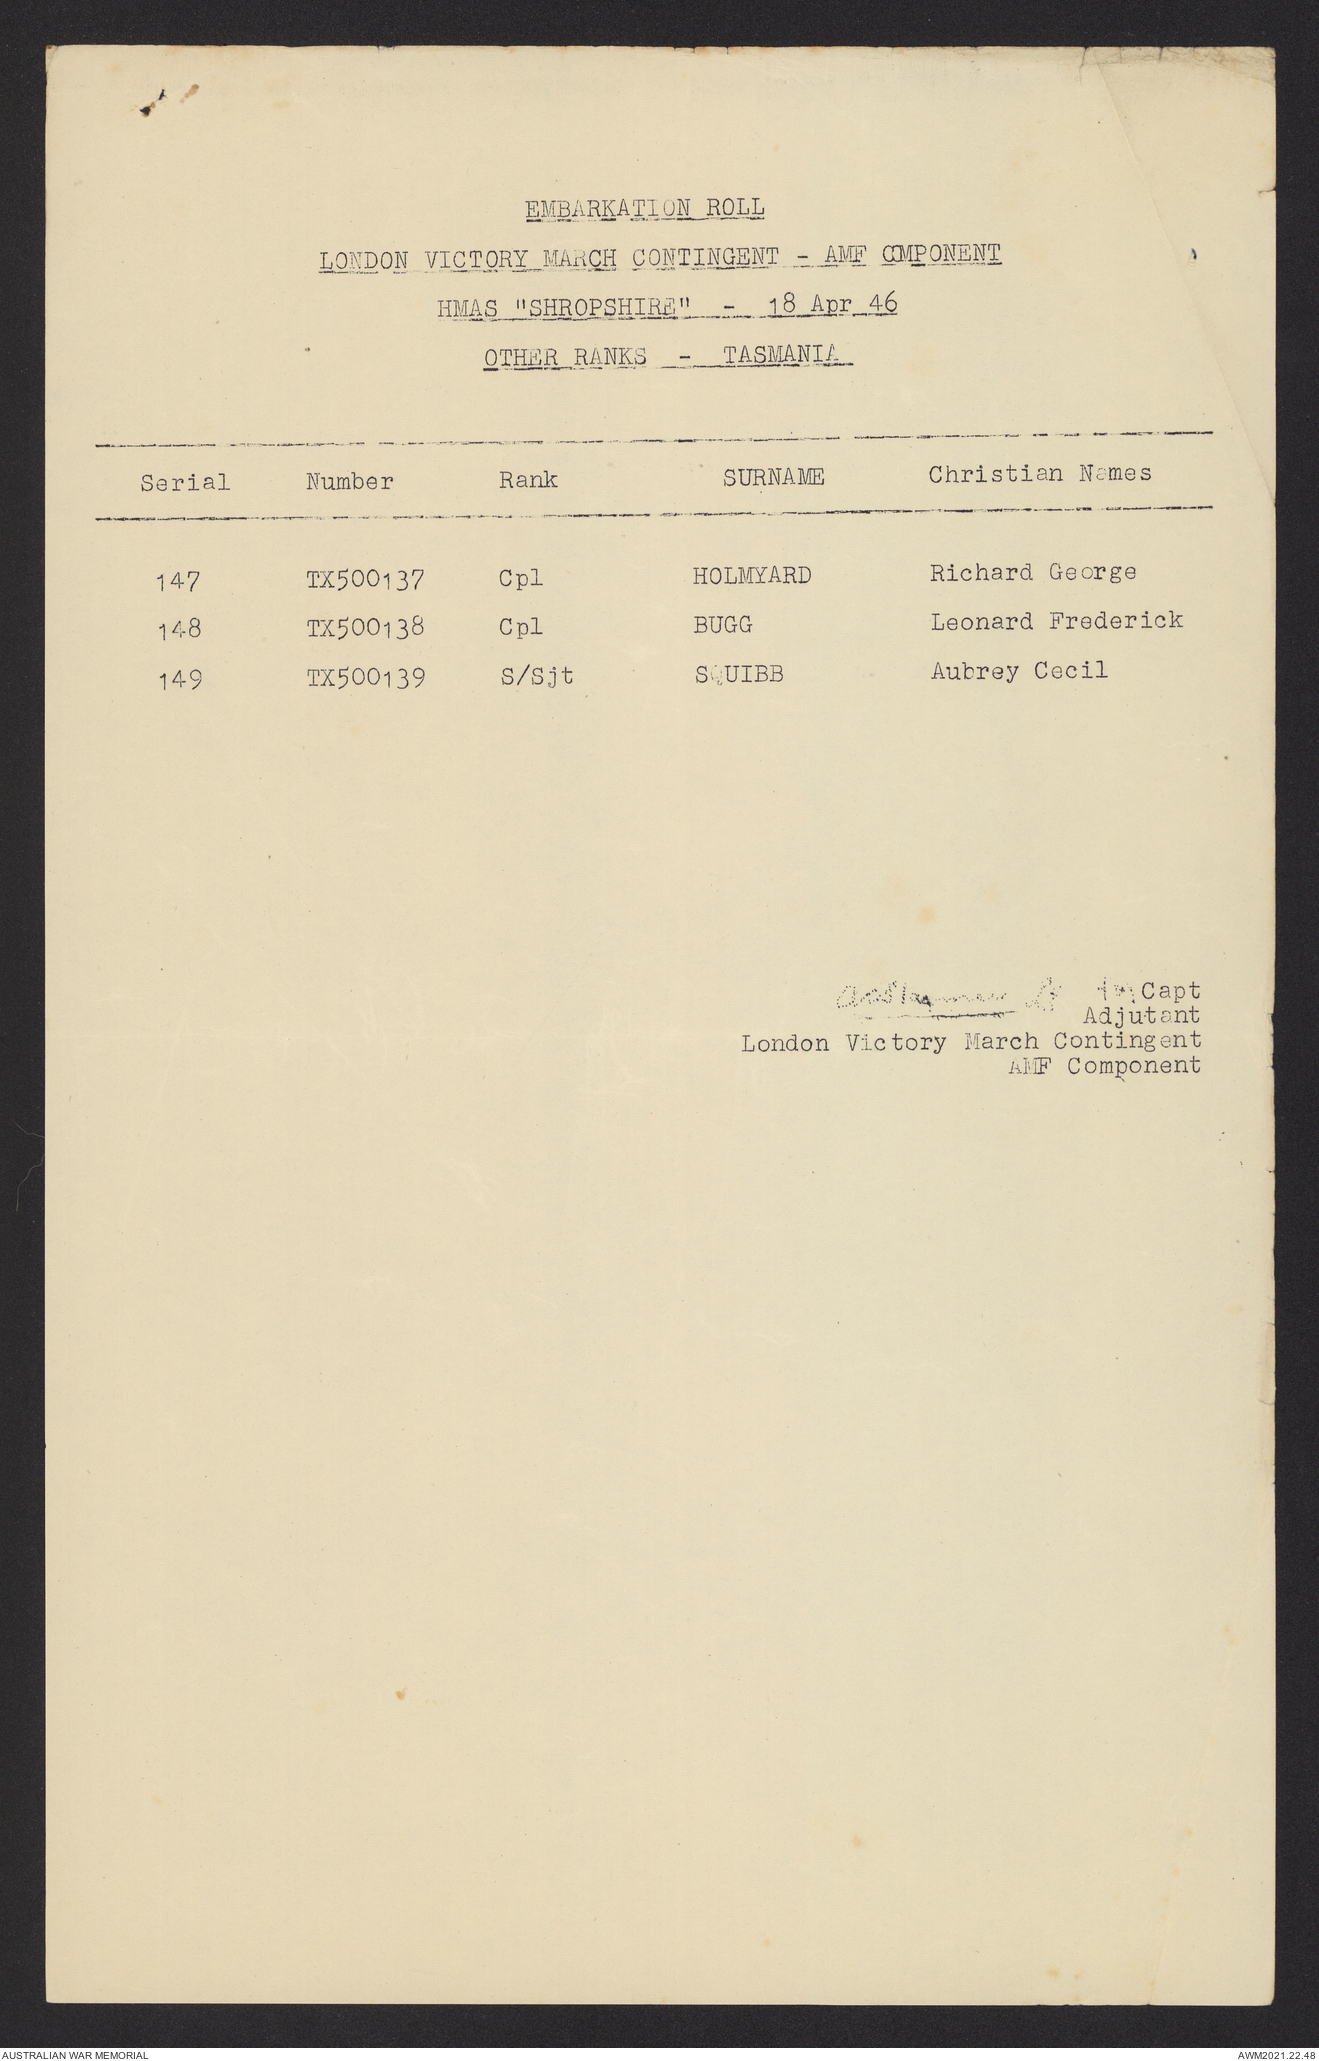 EMBARKATION ROLL
LONDON VICTORY MARCH CONTINGENT - AMF COMPONENT
HMAS "SHROPSHIRE" - 18 Apr 46
OTHER RANKS - TASMANIA
Serial Number Rank SURNAME Christian Names
147 TX500137 Cpl HOLMYARD Richard George
148 TX500138 Cpl BUGG Leonard Frederick
149 TX500139 S/Sjt SQUIBB Aubrey Cecil
Lt for Capt
Adjutant
London Victory March Contingent
AMF Component
AUSTRALIAN WAR MEMORIAL AWM2021.22.48